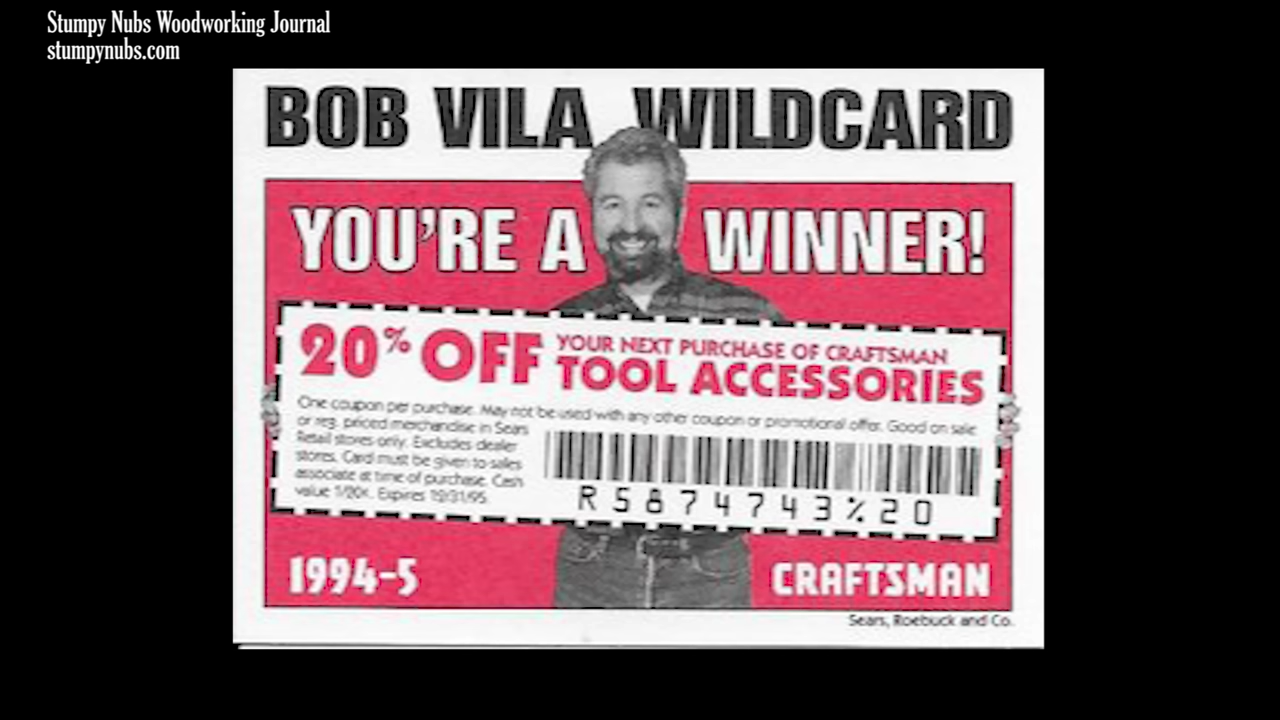 Stumpy Nubs Woodworking Journal
stumpynubs.com
BOB VILA WILDCARD
YOU'RE A WINNER!
20% OFF YOUR NEXT PURCHASE OF CRAFTSMAN
TOOL ACCESSORIES
One coupon per purchase. May not be used with any other coupon or promotional offer. Good on sale
or reg. priced merchandise in Sears
Retail stores only. Excludes dealer
stores. Card must be given to sales
associate at time of purchase. Cash
value 1/20¢. Expires
R5874743%20
1994-5
CRAFTSMAN
Sears, Roebuck and Co.